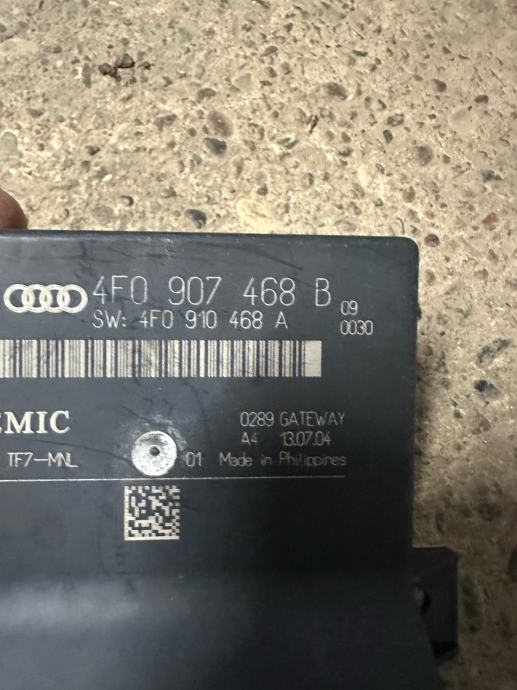 4F0 907 468 B
SW: 4F0 910 468 A
09
0030
EMIC
0289 GATEWAY
A4 13.07.04
TF7-MNL
01 Made in Philippines